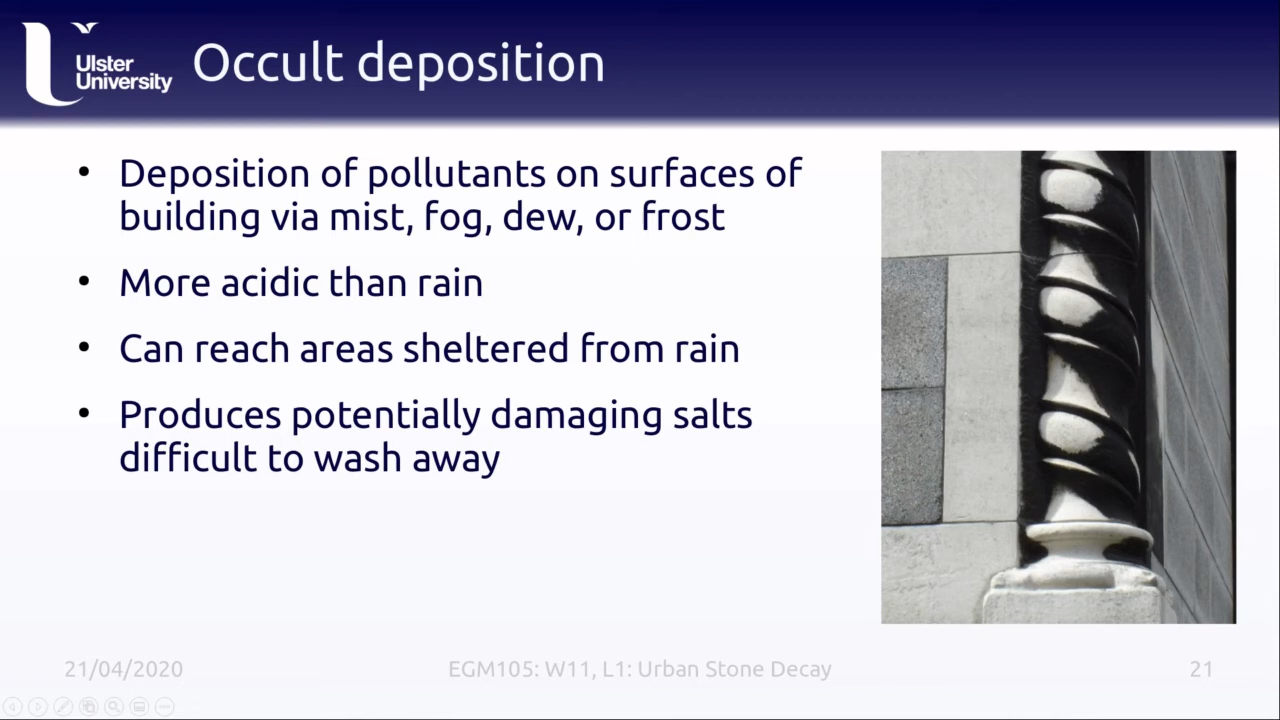 Ulster
University
Occult deposition
• Deposition of pollutants on surfaces of
building via mist, fog, dew, or frost
• More acidic than rain
• Can reach areas sheltered from rain
• Produces potentially damaging salts
difficult to wash away
21/04/2020
EGM105: W11, L1: Urban Stone Decay
21